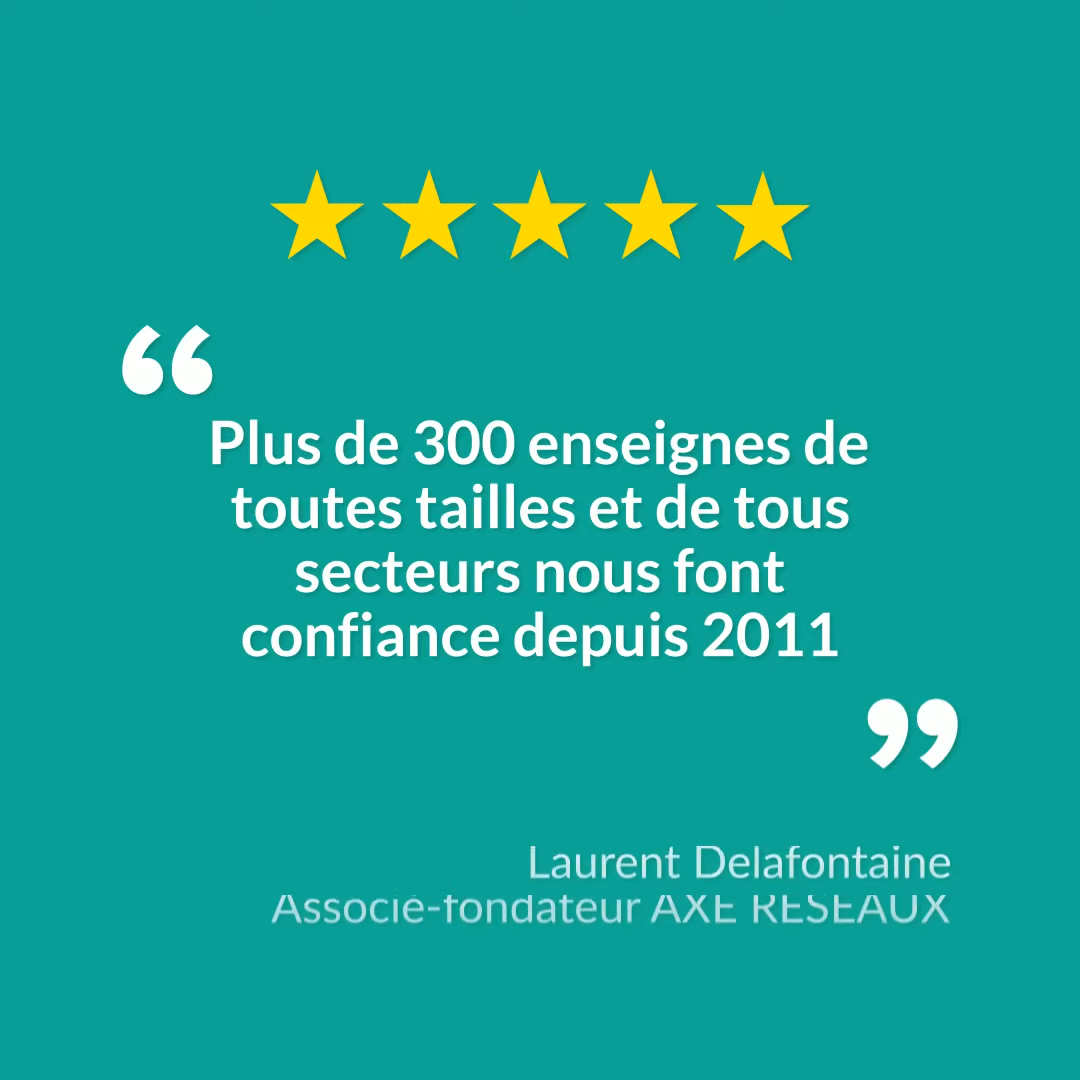 “
Plus de 300 enseignes de
toutes tailles et de tous
secteurs nous font
confiance depuis 2011
”
Laurent Delafontaine
Associé-fondateur AXE RESEAUX